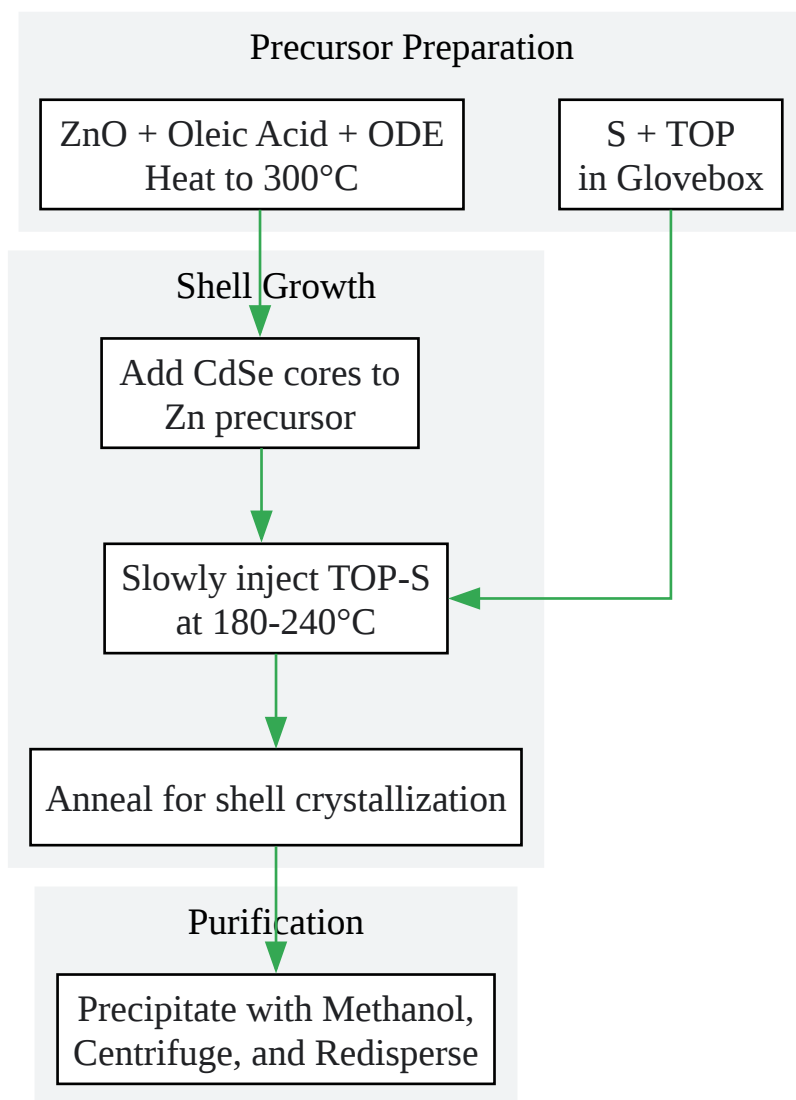 Precursor Preparation
ZnO + Oleic Acid + ODE
Heat to 300°C
S + TOP
in Glovebox
Shell Growth
Add CdSe cores to
Zn precursor
Slowly inject TOP-S
at 180-240°C
Anneal for shell crystallization
Purification
Precipitate with Methanol,
Centrifuge, and Redisperse